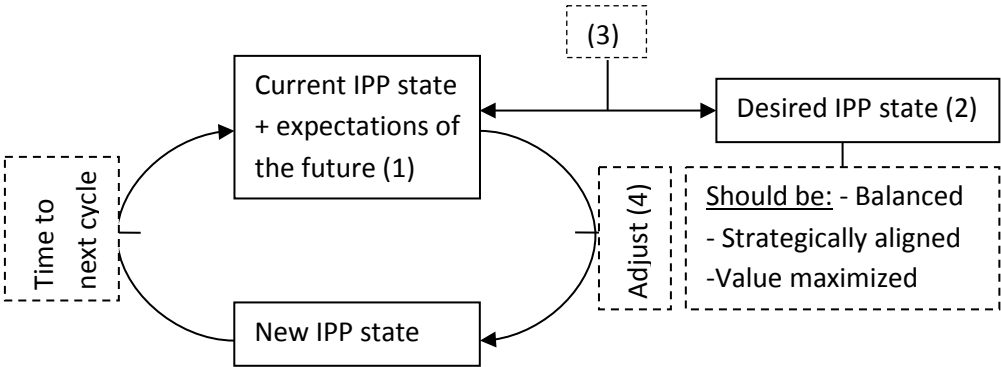 (3)
Current IPP state
+ expectations of
the future (1)
Desired IPP state (2)
Should be: - Balanced
- Strategically aligned
-Value maximized
Time to
next cycle
Adjust (4)
New IPP state